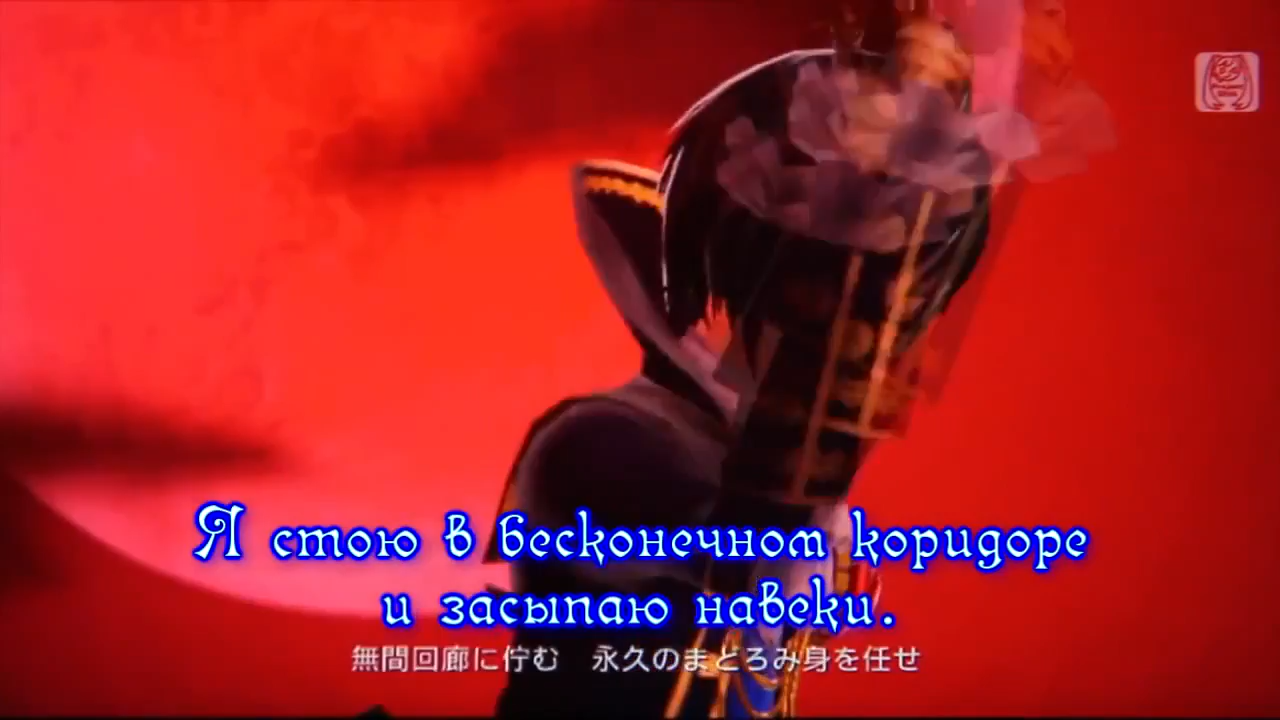 Я стою в бесконечном коридоре
и засыпаю навеки.
無間回廊に佇む　永久のまどろみ身を任せ